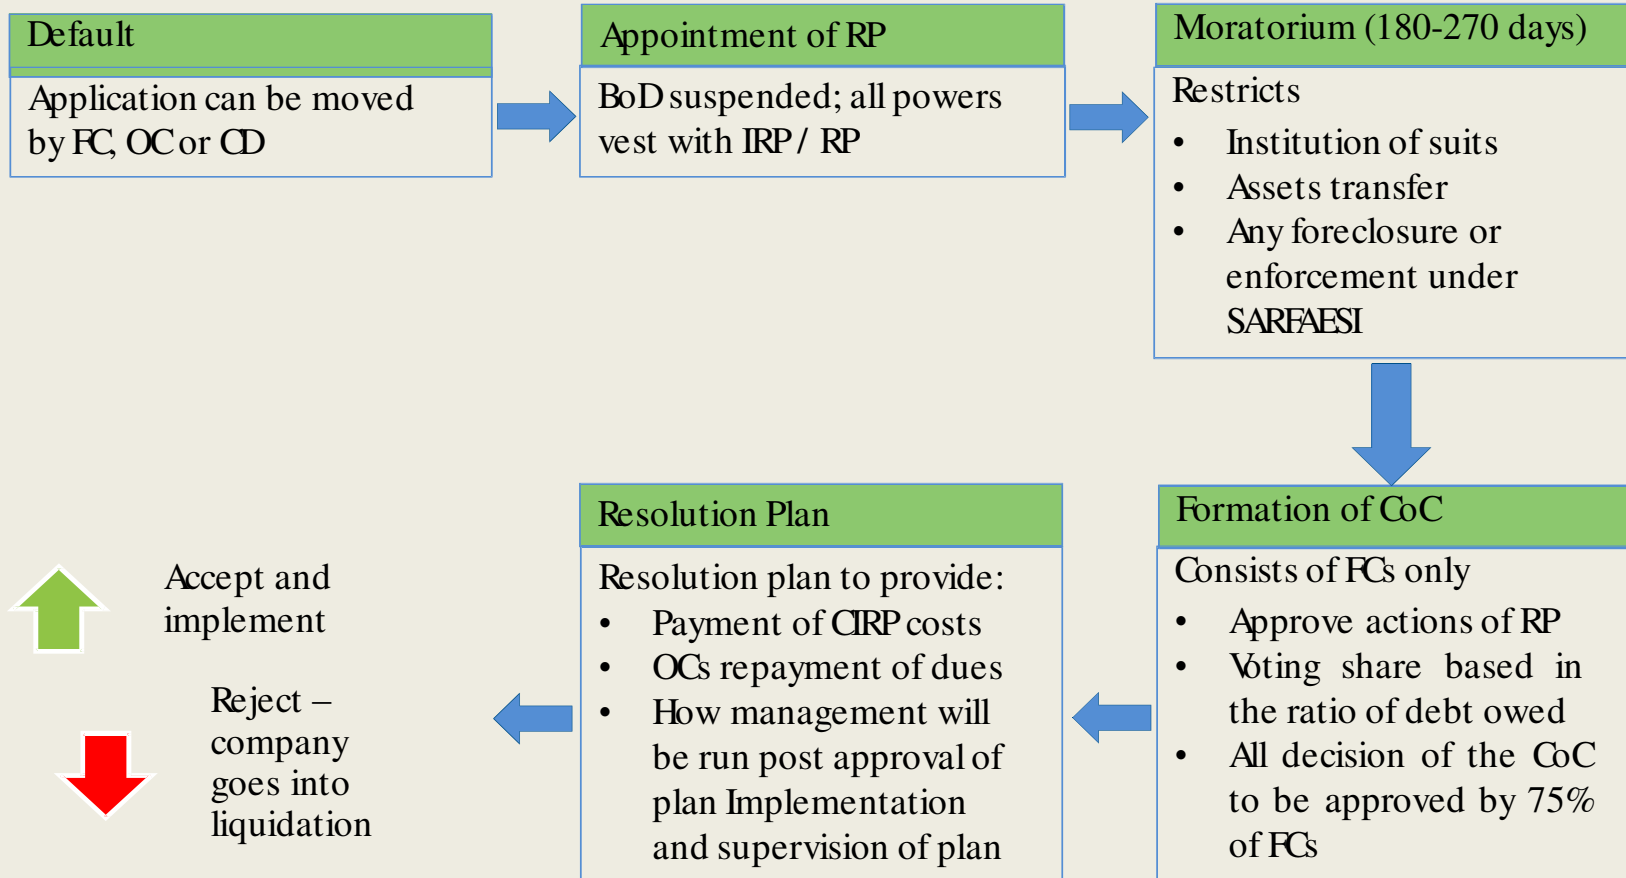 Default
Application can be moved
by FC, OC or CD
Appointment of RP
BoD suspended; all powers
vest with IRP / RP
Moratorium (180-270 days)
Restricts
• Institution of suits
• Assets transfer
• Any foreclosure or
enforcement under
SARFAESI
Formation of CoC
Consists of FCs only
• Approve actions of RP
• Voting share based in
the ratio of debt owed
• All decision of the CoC
to be approved by 75%
of FCs
Resolution Plan
Resolution plan to provide:
• Payment of CIRP costs
• OCs repayment of dues
• How management will
be run post approval of
plan Implementation
and supervision of plan
Accept and
implement
Reject –
company
goes into
liquidation